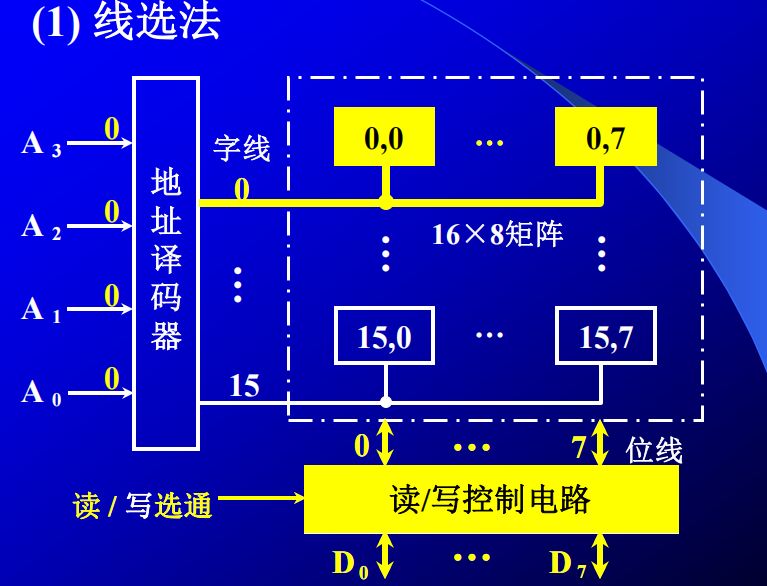 (1) 线选法
A 3 0
A 2 0
A 1 0
A 0 0
地址译码器
字线
0
…
15
0,0 … 0,7
… 16×8矩阵 …
15,0 … 15,7
0 … 7 位线
读 / 写选通
读/写控制电路
D0 … D7